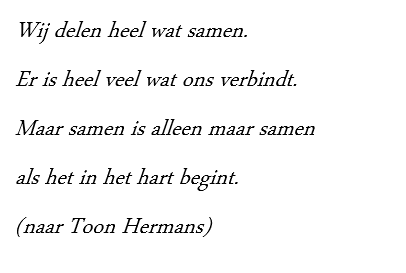 Wij delen heel wat samen.
Er is heel veel wat ons verbindt.
Maar samen is alleen maar samen
als het in het hart begint.
(naar Toon Hermans)